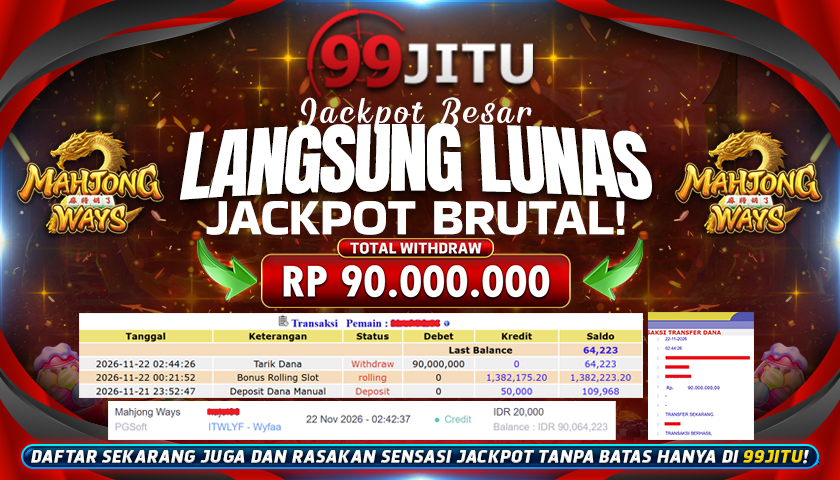 99JITU
Jackpot Besar
LANGSUNG LUNAS
JACKPOT BRUTAL!
MAHJONG
WAYS
MAHJONG
WAYS
TOTAL WITHDRAW
RP 90.000.000
Transaksi Pemain :
Tanggal Keterangan Status Debet Kredit Saldo
Last Balance 64,223
2026-11-22 02:44:26 Tarik Dana Withdraw 90,000,000 0 64,223
2026-11-22 00:21:52 Bonus Rolling Slot rolling 0 1,382,175.20 1,382,223.20
2026-11-21 23:52:47 Deposit Dana Manual Deposit 0 50,000 109,968
AKSI TRANSFER DANA
: 22-11-2026
: 02:44:26
: Rp. 90.000.000,00
: TRANSFER SEKARANG
: TRANSAKSI BERHASIL
Mahjong Ways 22 Nov 2026 - 02:42:37 Credit IDR 20,000
PGSoft ITWLYF - Wyfaa Balance : IDR 90,064,223
DAFTAR SEKARANG JUGA DAN RASAKAN SENSASI JACKPOT TANPA BATAS HANYA DI 99JITU!